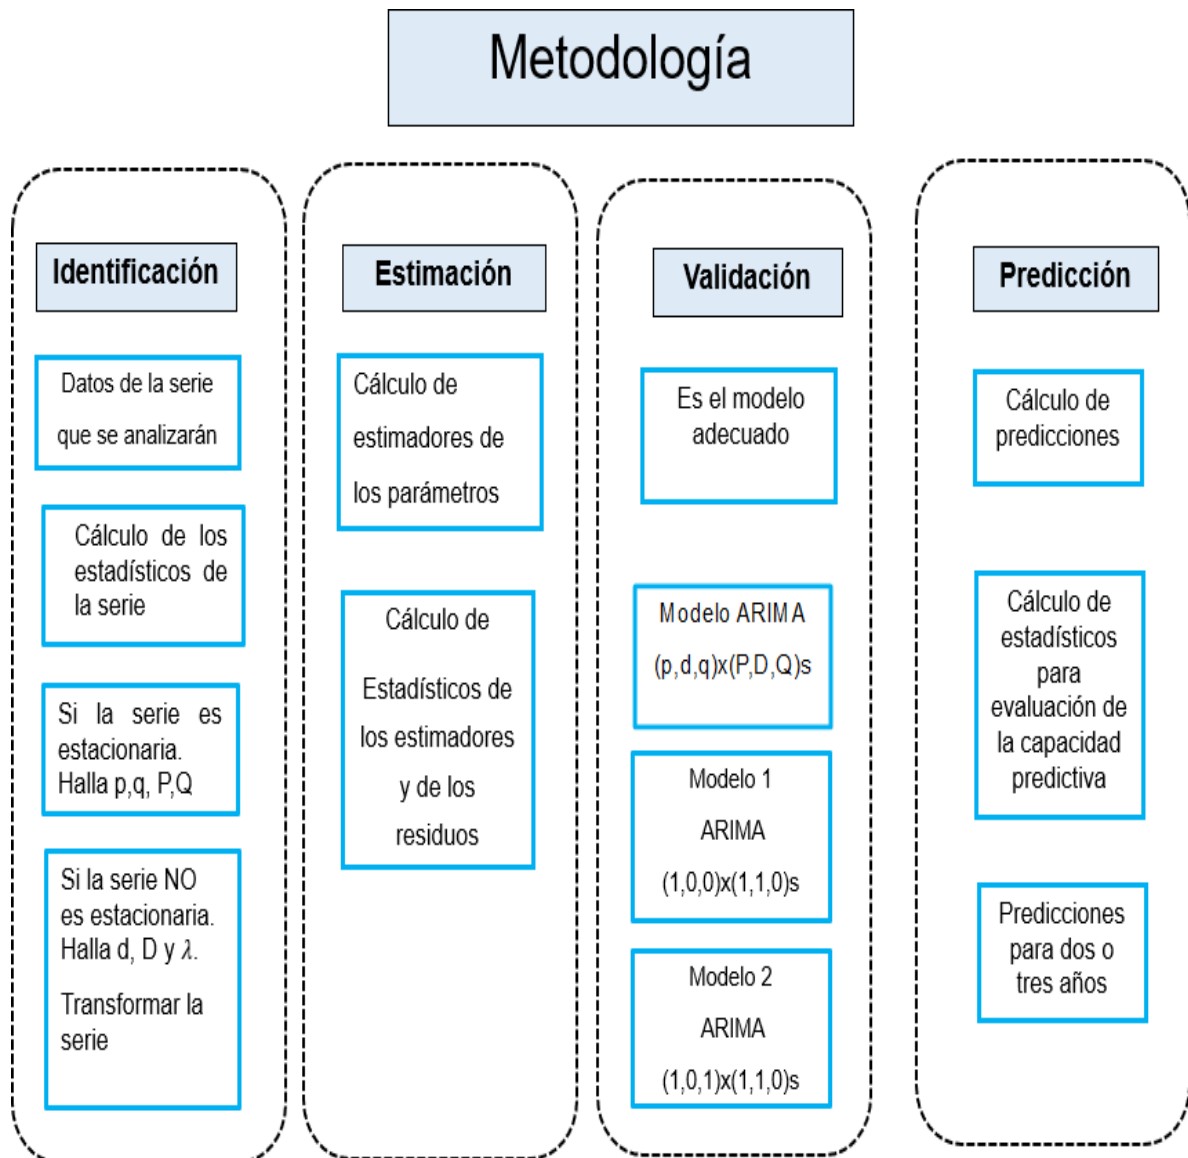 Metodología
Identificación
Datos de la serie
que se analizarán
Cálculo de los
estadísticos de
la serie
Si la serie es
estacionaria.
Halla p,q, P,Q
Si la serie NO
es estacionaria.
Halla d, D y λ.
Transformar la
serie
Estimación
Cálculo de
estimadores de
los parámetros
Cálculo de
Estadísticos de
los estimadores
y de los
residuos
Validación
Es el modelo
adecuado
Modelo ARIMA
(p,d,q)x(P,D,Q)s
Modelo 1
ARIMA
(1,0,0)x(1,1,0)s
Modelo 2
ARIMA
(1,0,1)x(1,1,0)s
Predicción
Cálculo de
predicciones
Cálculo de
estadísticos
para
evaluación de
la capacidad
predictiva
Predicciones
para dos o
tres años